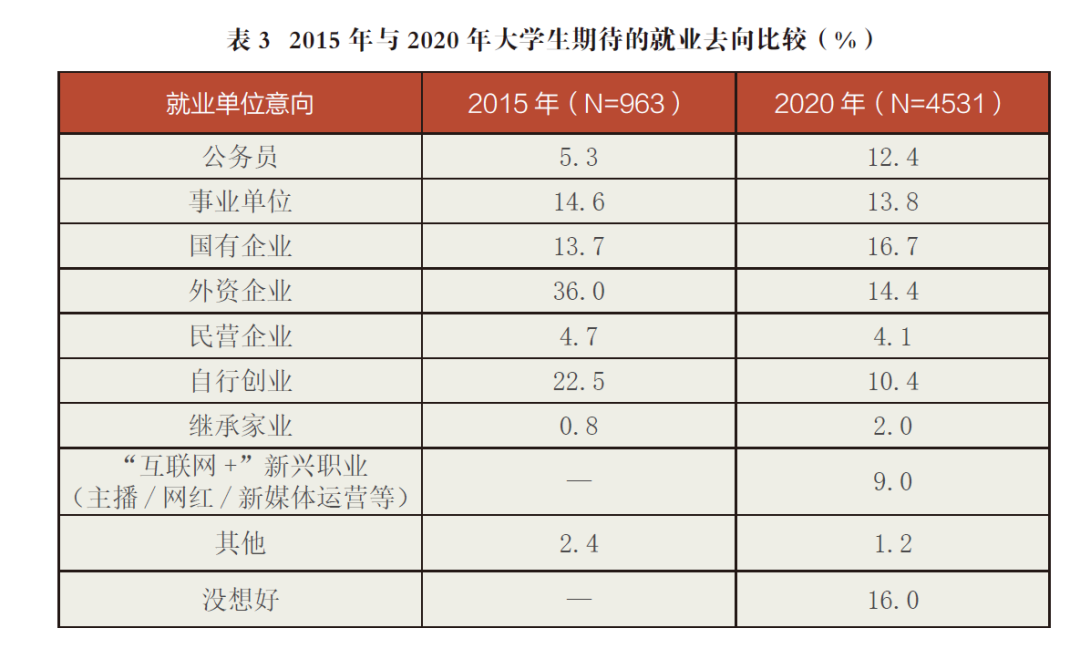 表 3 2015 年与 2020 年大学生期待的就业去向比较（%）
就业单位意向 2015 年（N=963） 2020 年（N=4531）
公务员 5.3 12.4
事业单位 14.6 13.8
国有企业 13.7 16.7
外资企业 36.0 14.4
民营企业 4.7 4.1
自行创业 22.5 10.4
继承家业 0.8 2.0
“互联网 +”新兴职业
（主播 / 网红 / 新媒体运营等） — 9.0
其他 2.4 1.2
没想好 — 16.0